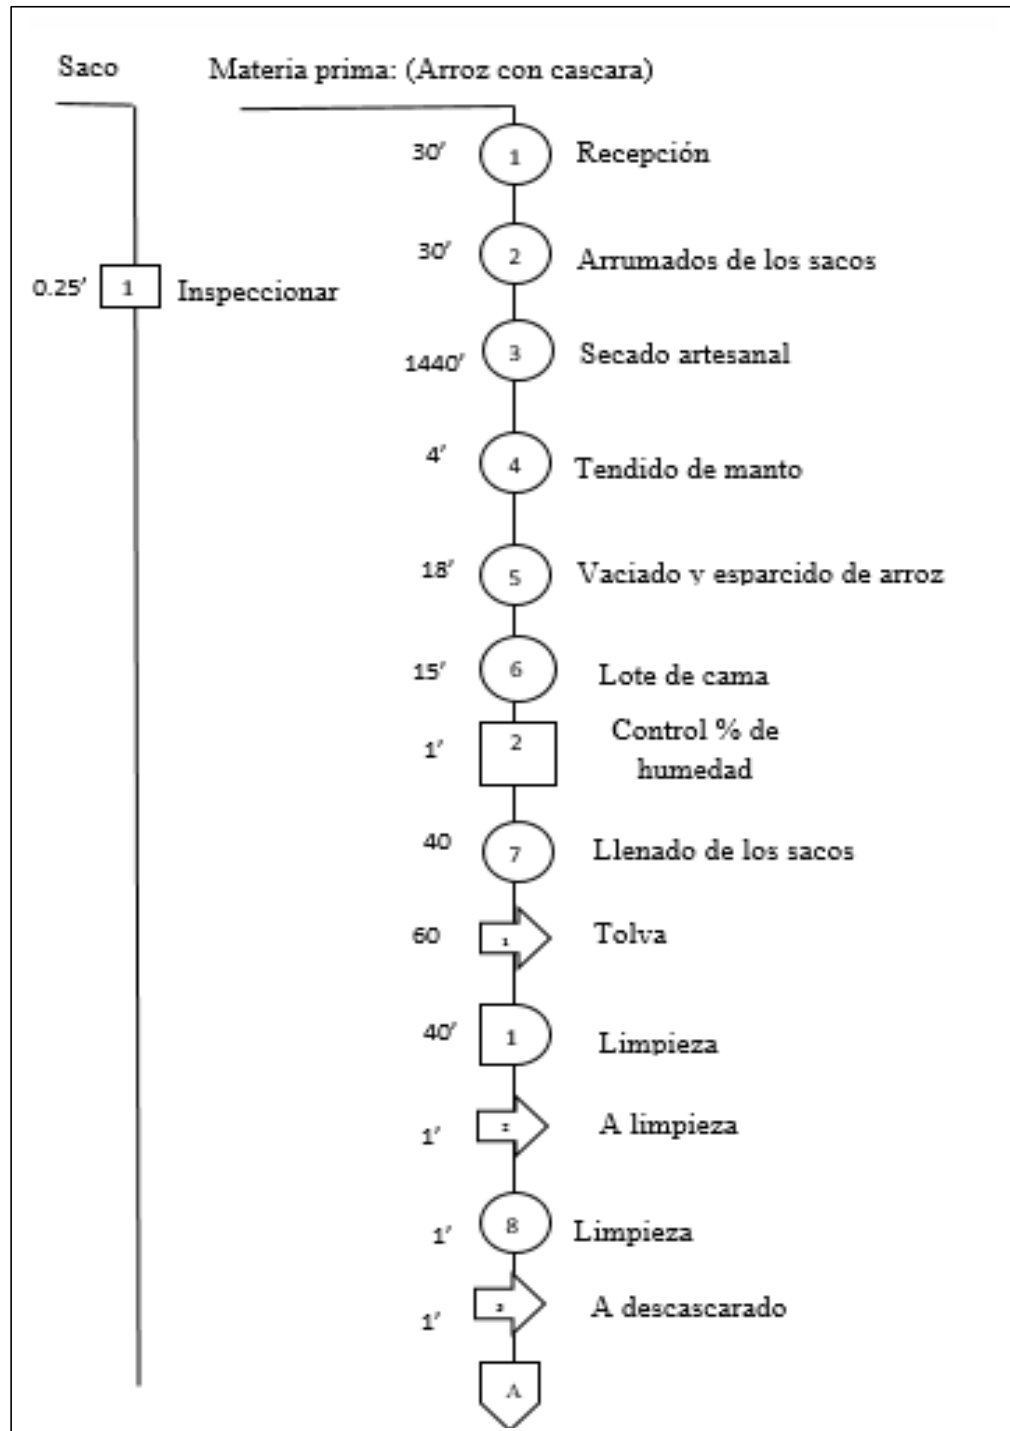 Saco
Materia prima: (Arroz con cascara)
30' 1 Recepción
30' 2 Arrumados de los sacos
0.25' 1 Inspeccionar
1440' 3 Secado artesanal
4' 4 Tendido de manto
18' 5 Vaciado y esparcido de arroz
15' 6 Lote de cama
1' 2 Control % de
humedad
40 7 Llenado de los sacos
60 1 Tolva
40' 1 Limpieza
1' 2 A limpieza
1' 8 Limpieza
1' 3 A descascarado
A